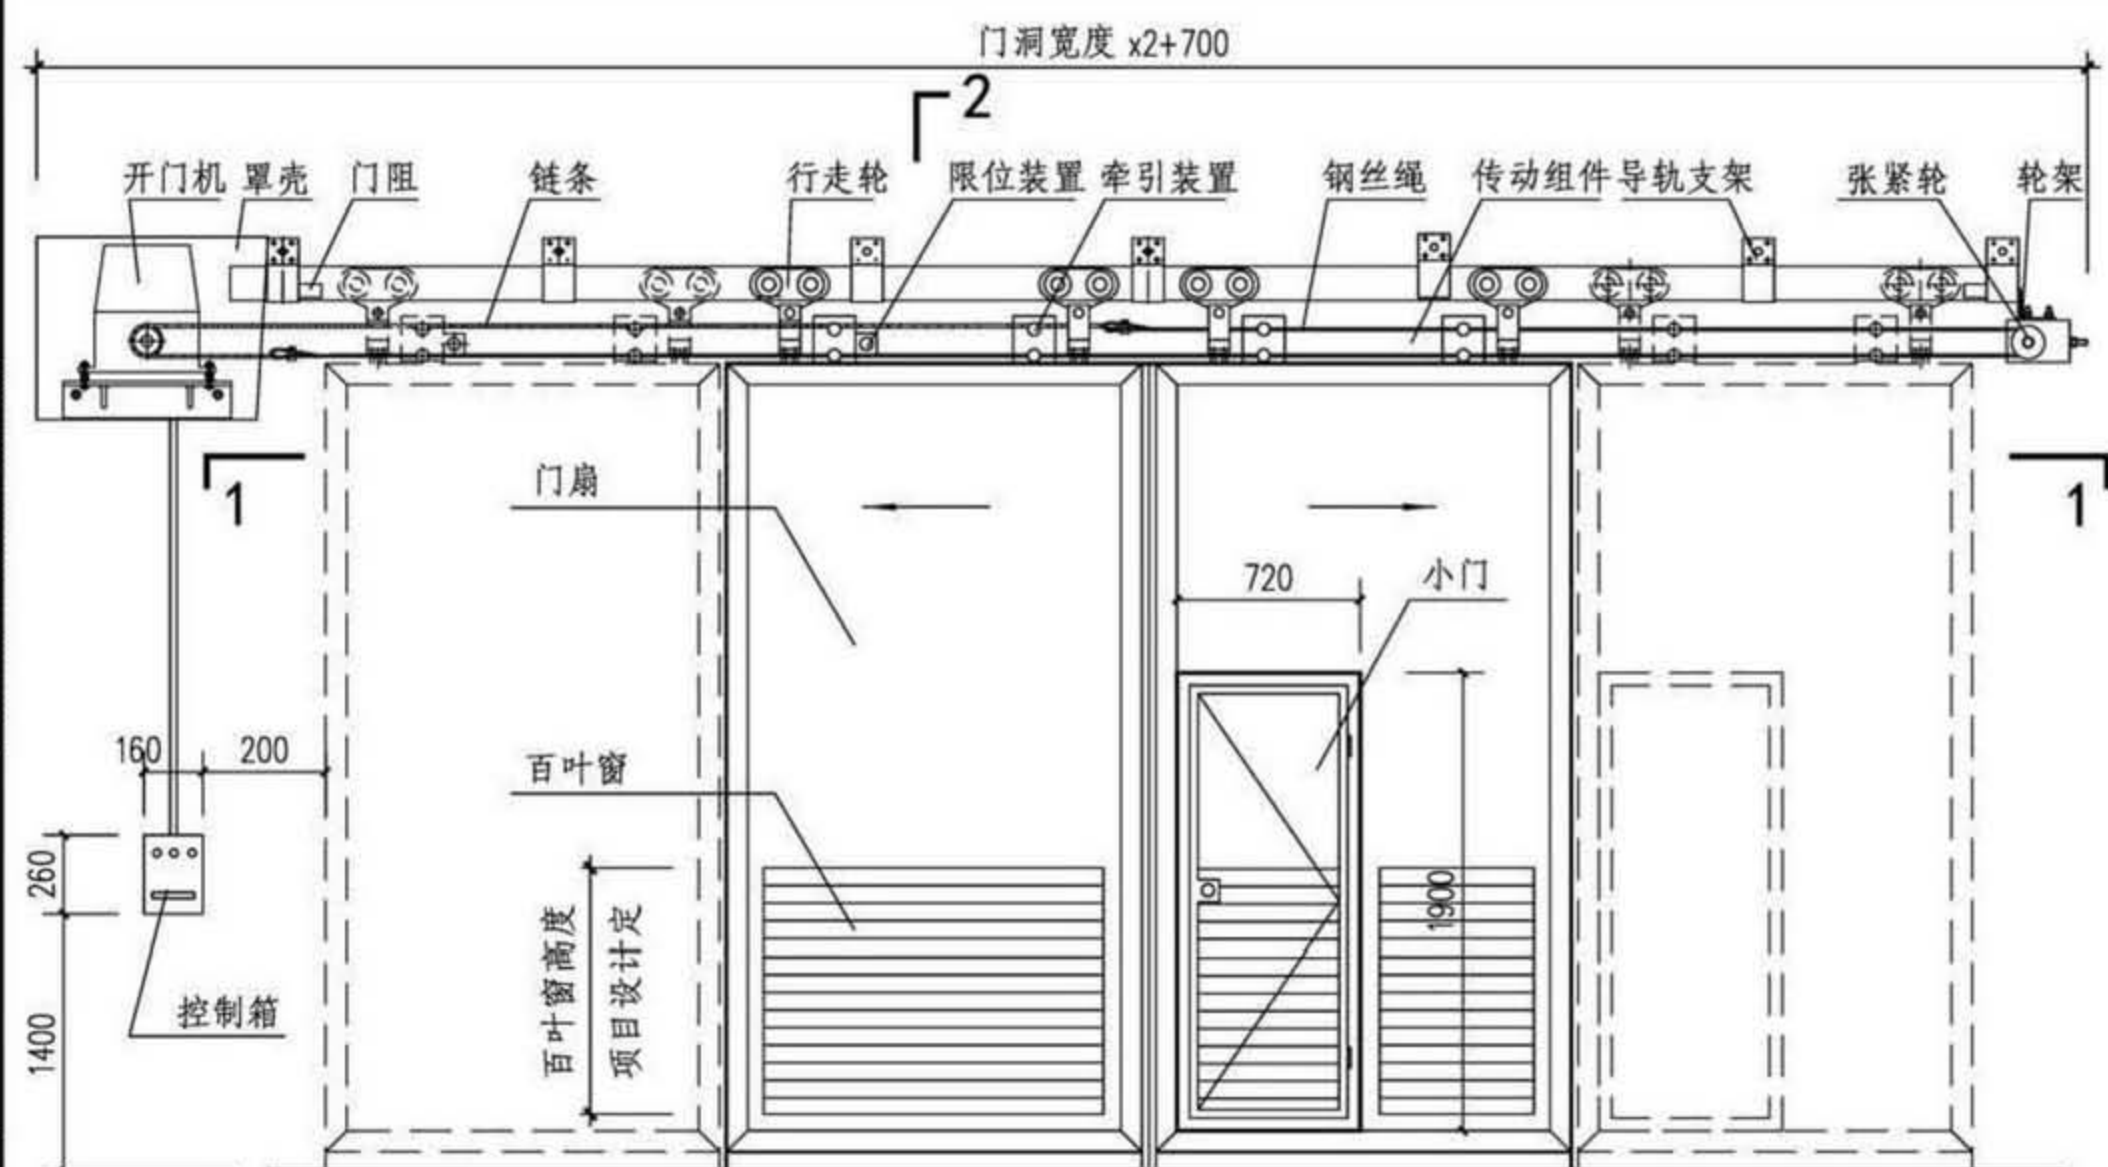 门洞宽度 x2+700
2
开门机 罩壳 门阻 链条 行走轮 限位装置 牵引装置 钢丝绳 传动组件 导轨支架 张紧轮 轮架
1
1
门扇
720
小门
160
200
百叶窗
260
1900
百叶窗高度
项目设计定
控制箱
1400